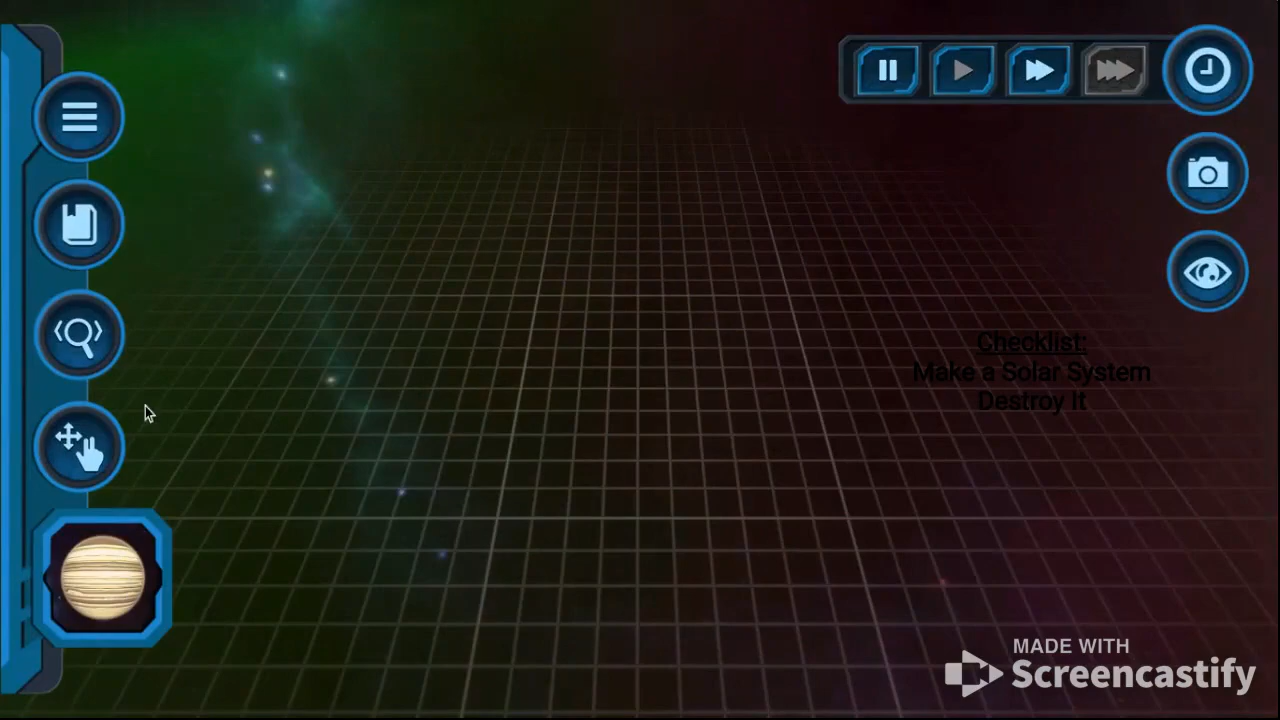 Checklist:
Make a Solar System
Destroy It
MADE WITH
Screencastify